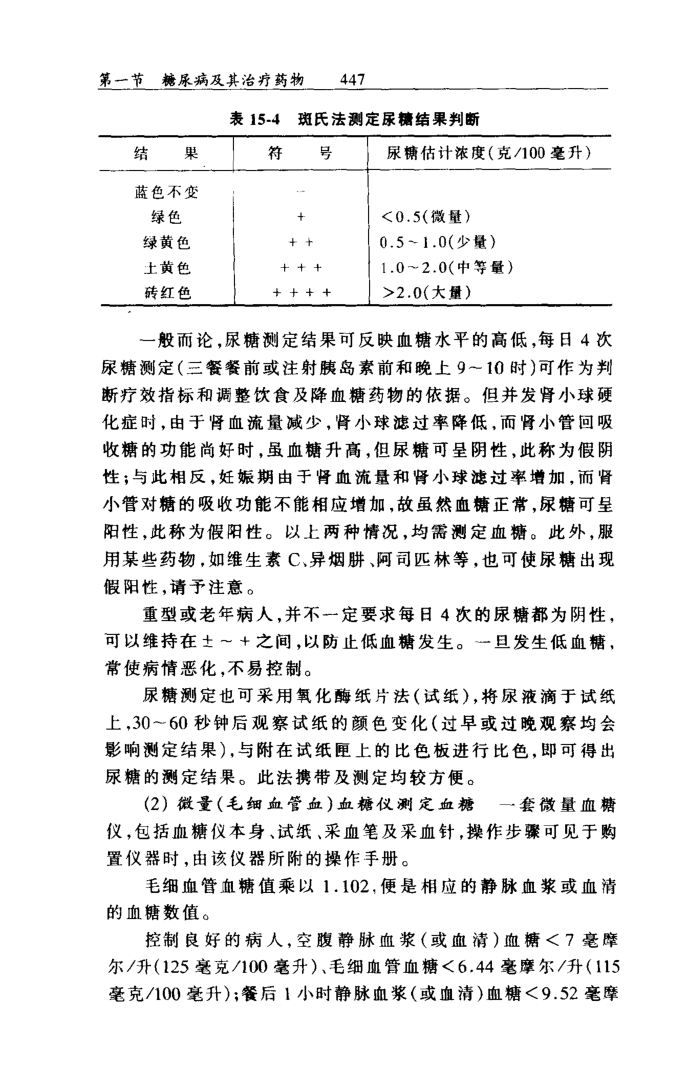 第一节 糖尿病及其治疗药物 447
表 15-4 斑氏法测定尿糖结果判断
结 果 符 号 尿糖估计浓度(克/100 毫升)
蓝色不变 −
绿色 + <0.5(微量)
绿黄色 + + 0.5~1.0(少量)
土黄色 + + + 1.0~2.0(中等量)
砖红色 + + + + >2.0(大量)
一般而论,尿糖测定结果可反映血糖水平的高低,每日 4 次
尿糖测定(三餐餐前或注射胰岛素前和晚上 9~10 时)可作为判
断疗效指标和调整饮食及降血糖药物的依据。但并发肾小球硬
化症时,由于肾血流量减少,肾小球滤过率降低,而肾小管回吸
收糖的功能尚好时,虽血糖升高,但尿糖可呈阴性,此称为假阴
性;与此相反,妊娠期由于肾血流量和肾小球滤过率增加,而肾
小管对糖的吸收功能不能相应增加,故虽然血糖正常,尿糖可呈
阳性,此称为假阳性。以上两种情况,均需测定血糖。此外,服
用某些药物,如维生素 C、异烟肼、阿司匹林等,也可使尿糖出现
假阳性,请予注意。
重型或老年病人,并不一定要求每日 4 次的尿糖都为阴性,
可以维持在 ± ~ + 之间,以防止低血糖发生。一旦发生低血糖,
常使病情恶化,不易控制。
尿糖测定也可采用氧化酶纸片法(试纸),将尿液滴于试纸
上,30~60 秒钟后观察试纸的颜色变化(过早或过晚观察均会
影响测定结果),与附在试纸匣上的比色板进行比色,即可得出
尿糖的测定结果。此法携带及测定均较方便。
(2) 微量(毛细血管血)血糖仪测定血糖 一套微量血糖
仪,包括血糖仪本身、试纸、采血笔及采血针,操作步骤可见于购
置仪器时,由该仪器所附的操作手册。
毛细血管血糖值乘以 1.102,便是相应的静脉血浆或血清
的血糖数值。
控制良好的病人,空腹静脉血浆(或血清)血糖<7 毫摩
尔/升(125 毫克/100 毫升)、毛细血管血糖<6.44 毫摩尔/升(115
毫克/100 毫升);餐后 1 小时静脉血浆(或血清)血糖<9.52 毫摩